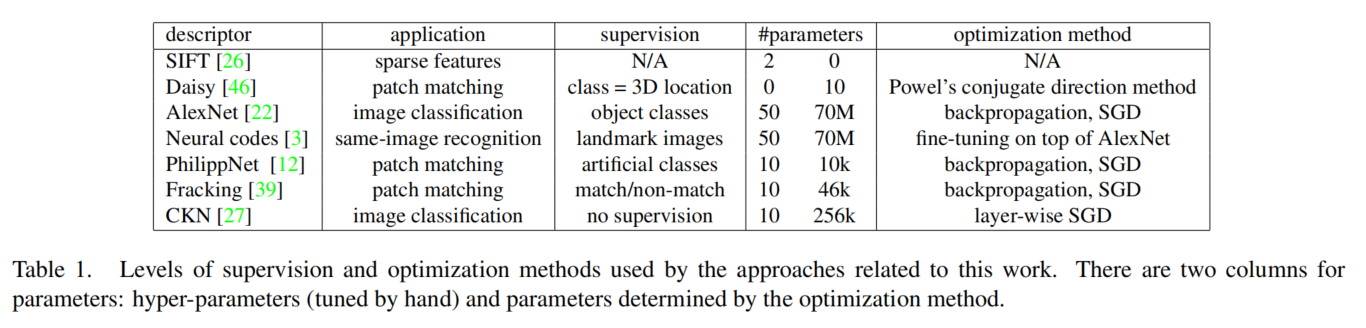 descriptor application supervision #parameters optimization method
SIFT [26] sparse features N/A 2 0 N/A
Daisy [46] patch matching class = 3D location 0 10 Powel's conjugate direction method
AlexNet [22] image classification object classes 50 70M backpropagation, SGD
Neural codes [3] same-image recognition landmark images 50 70M fine-tuning on top of AlexNet
PhilippNet [12] patch matching artificial classes 10 10k backpropagation, SGD
Fracking [39] patch matching match/non-match 10 46k backpropagation, SGD
CKN [27] image classification no supervision 10 256k layer-wise SGD
Table 1. Levels of supervision and optimization methods used by the approaches related to this work. There are two columns for
parameters: hyper-parameters (tuned by hand) and parameters determined by the optimization method.